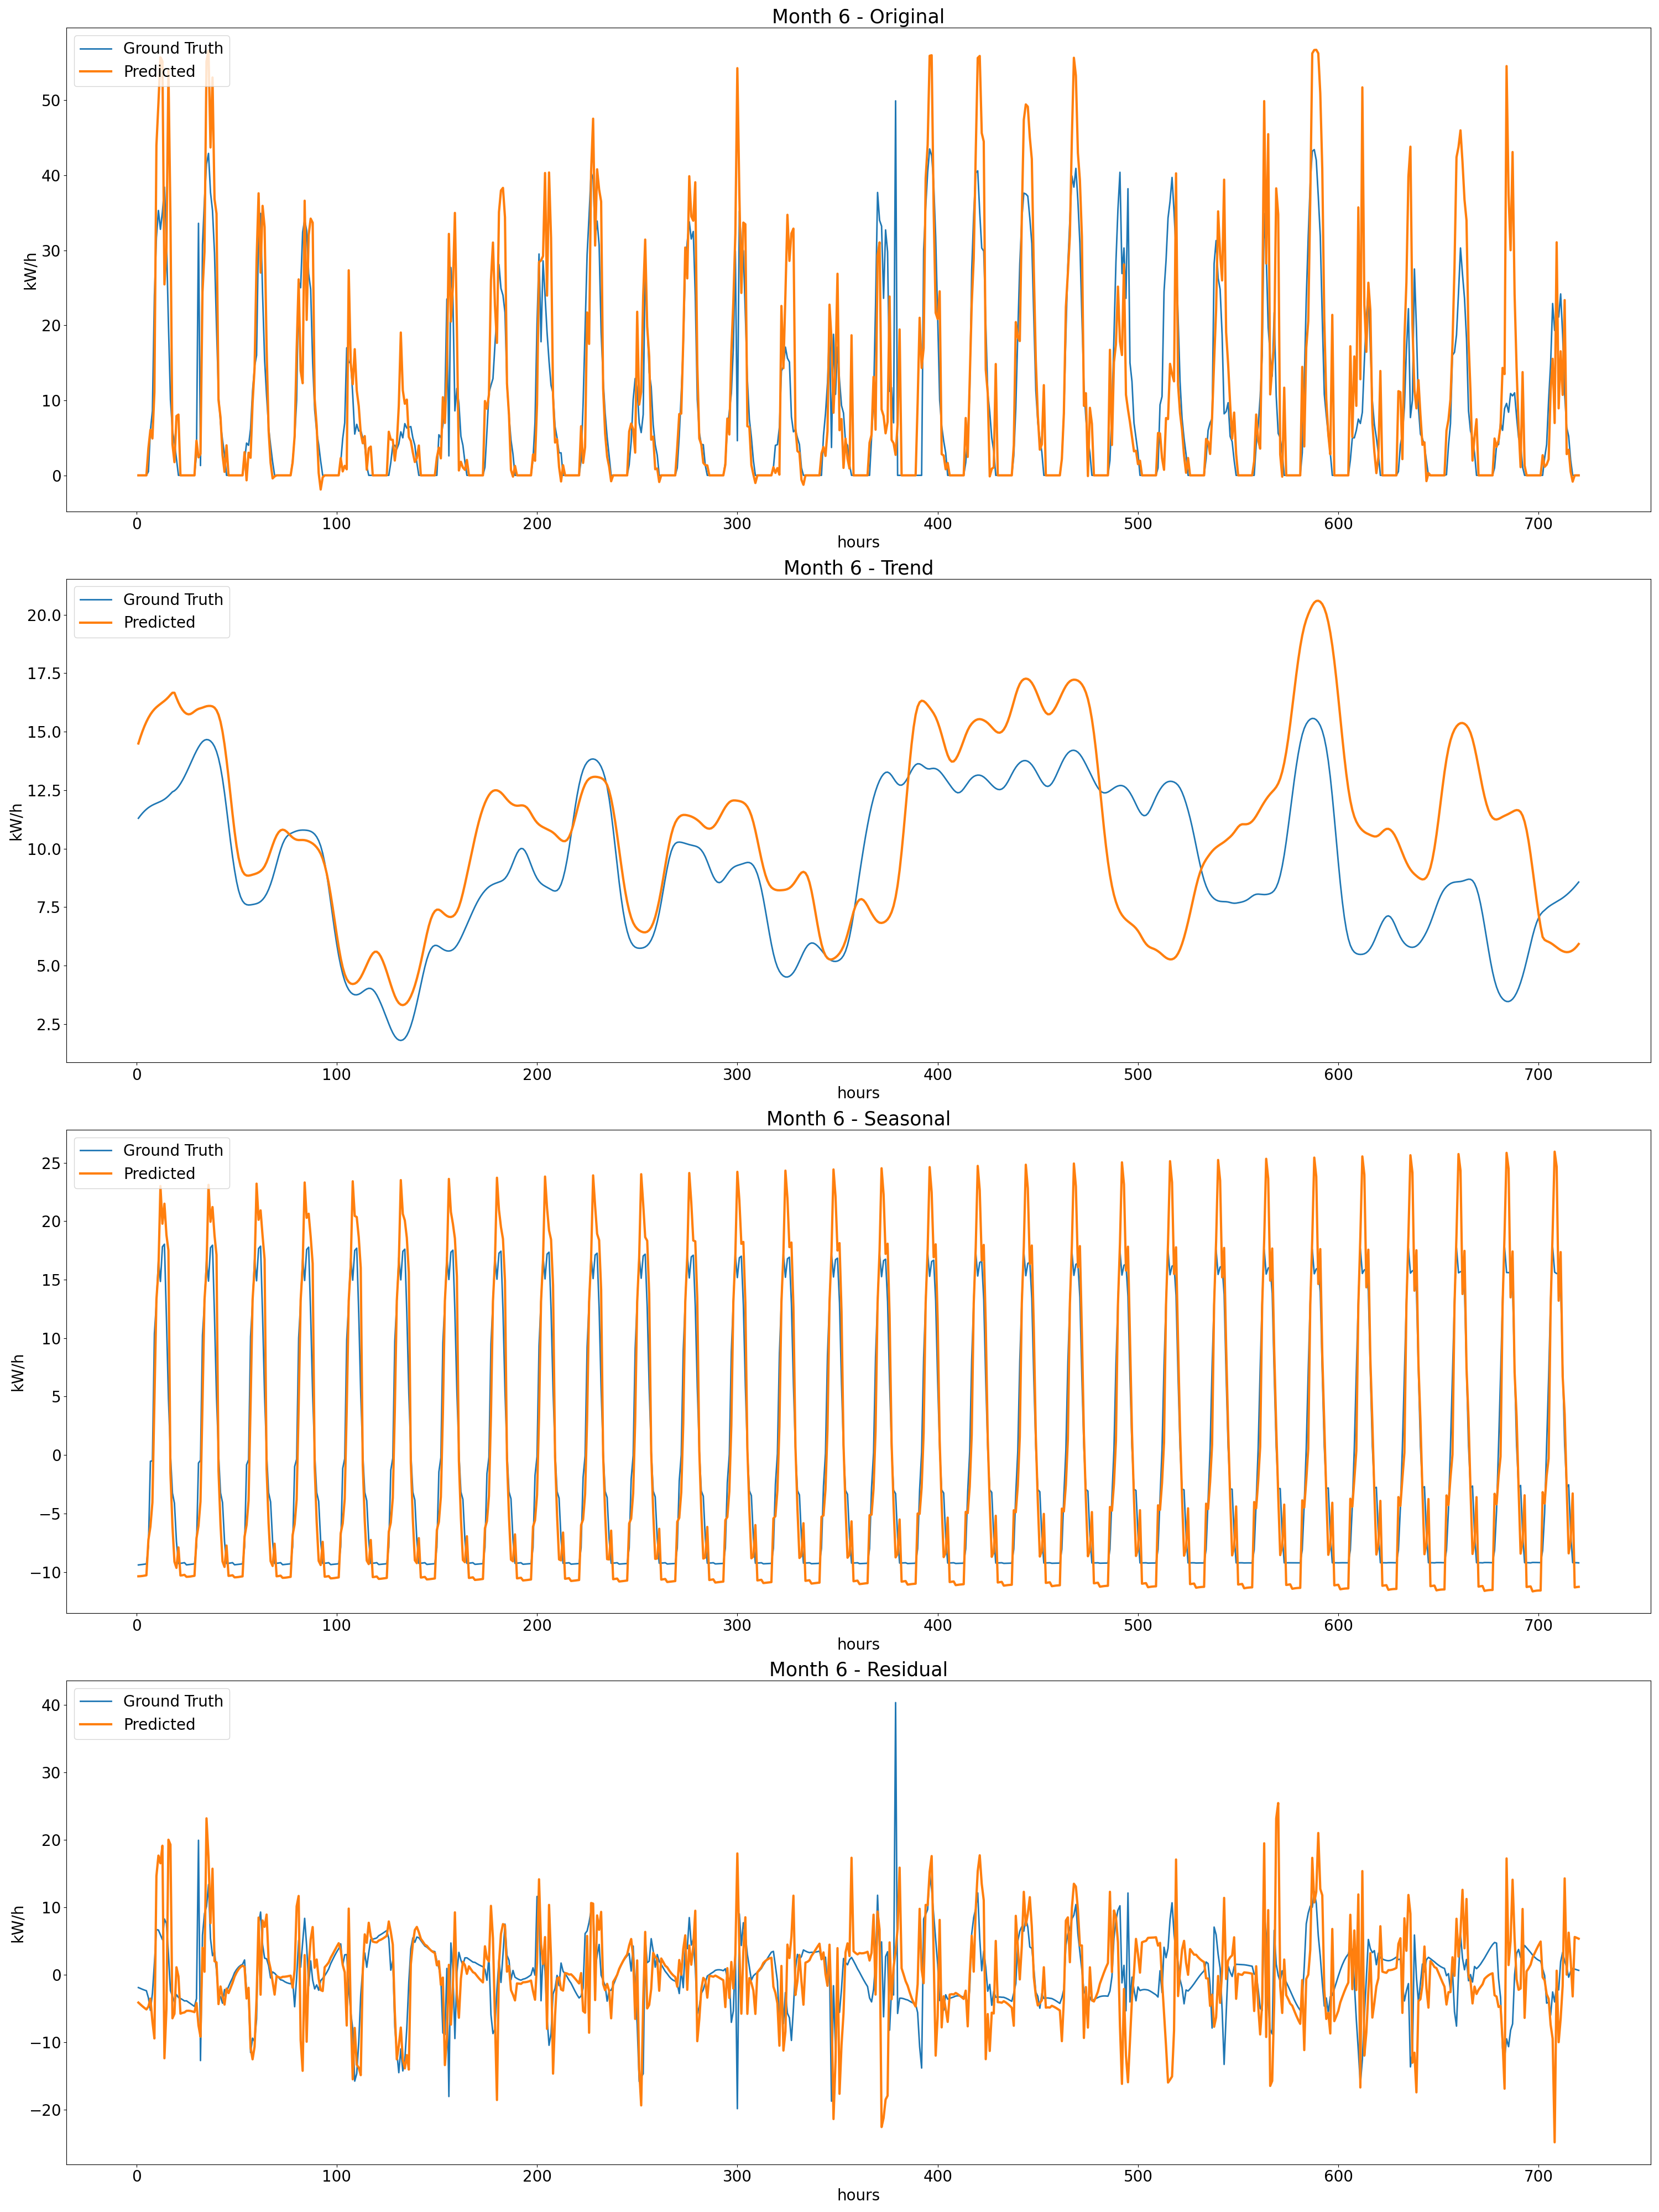 Month 6 - Original
Ground Truth
Predicted
50
40
30
20
10
0
kW/h
0 100 200 300 400 500 600 700
hours
Month 6 - Trend
Ground Truth
Predicted
20.0
17.5
15.0
12.5
10.0
7.5
5.0
2.5
kW/h
0 100 200 300 400 500 600 700
hours
Month 6 - Seasonal
Ground Truth
Predicted
25
20
15
10
5
0
−5
−10
kW/h
0 100 200 300 400 500 600 700
hours
Month 6 - Residual
Ground Truth
Predicted
40
30
20
10
0
−10
−20
kW/h
0 100 200 300 400 500 600 700
hours